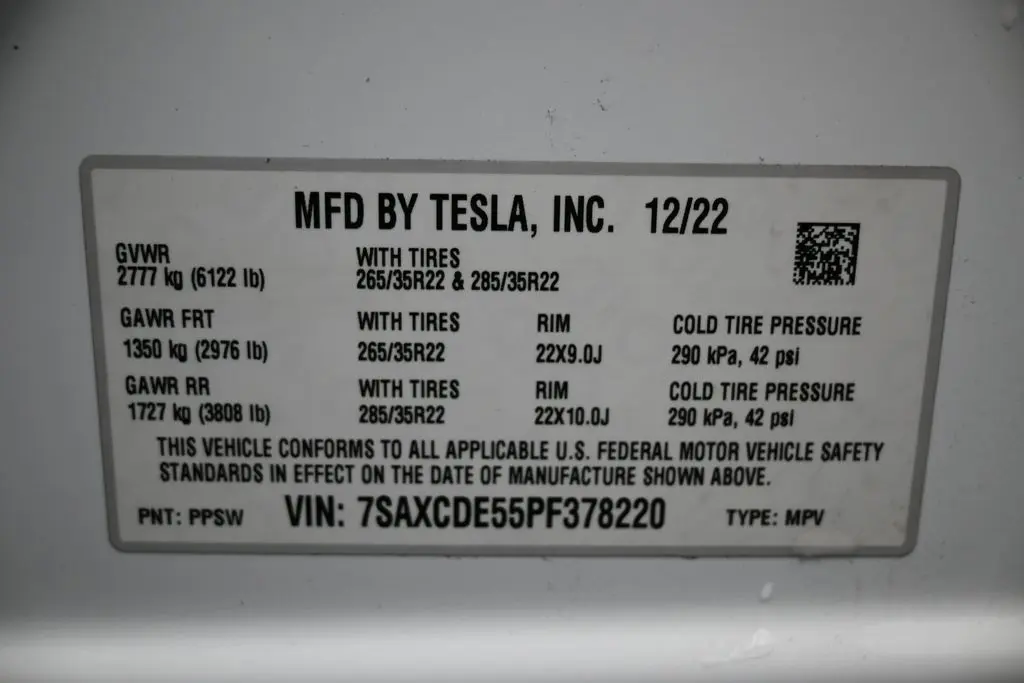 MFD BY TESLA, INC. 12/22
GVWR WITH TIRES
2777 kg (6122 lb) 265/35R22 & 285/35R22
GAWR FRT WITH TIRES RIM COLD TIRE PRESSURE
1350 kg (2976 lb) 265/35R22 22X9.0J 290 kPa, 42 psi
GAWR RR WITH TIRES RIM COLD TIRE PRESSURE
1727 kg (3808 lb) 285/35R22 22X10.0J 290 kPa, 42 psi
THIS VEHICLE CONFORMS TO ALL APPLICABLE U.S. FEDERAL MOTOR VEHICLE SAFETY
STANDARDS IN EFFECT ON THE DATE OF MANUFACTURE SHOWN ABOVE.
PNT: PPSW VIN: 7SAXCDE55PF378220 TYPE: MPV